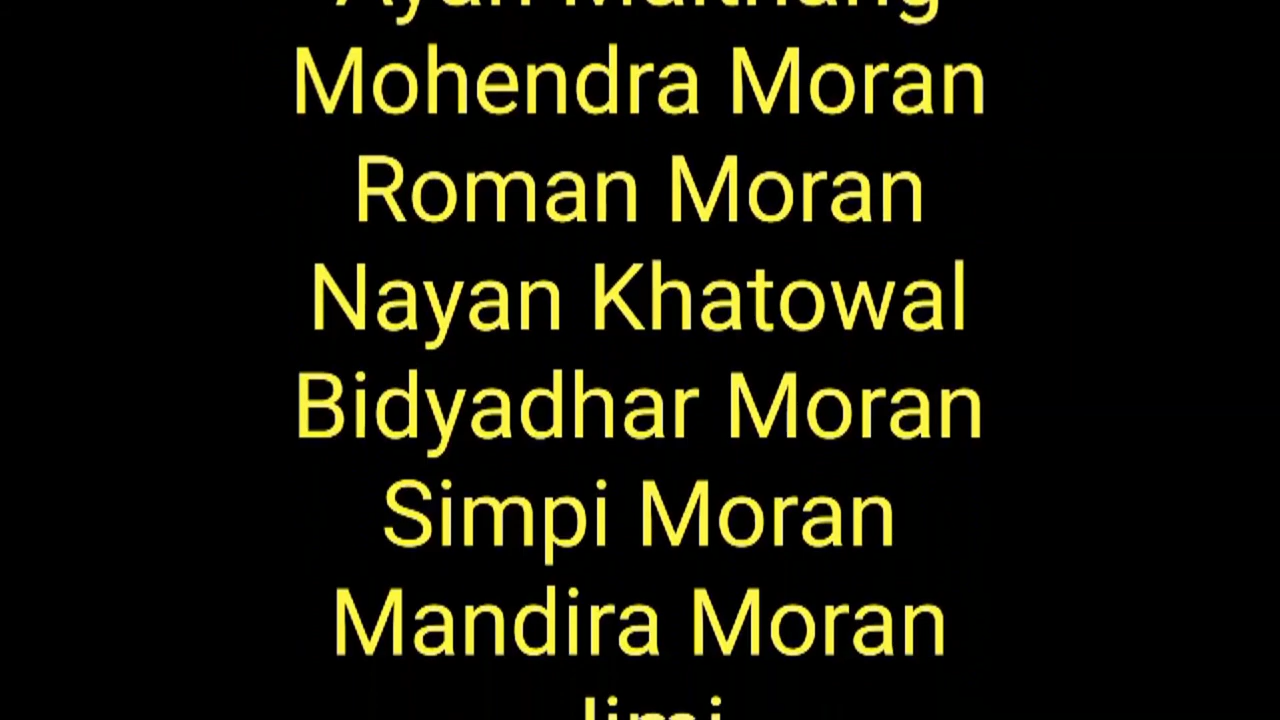 Mohendra Moran
Roman Moran
Nayan Khatowal
Bidyadhar Moran
Simpi Moran
Mandira Moran